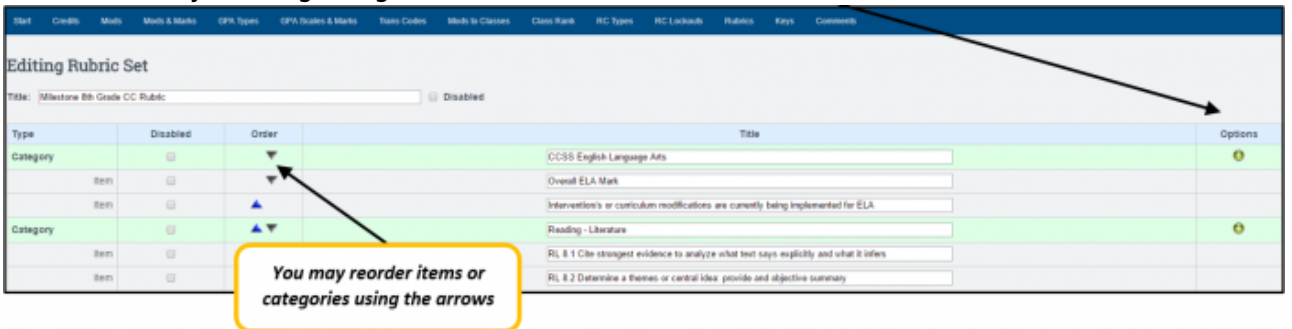 Start Credits Mods Mods & Marks GPA Types GPA Scales & Marks Trans Codes Mods to Classes Class Rank RC Types RC Lockouts Rubrics Keys Comments
Editing Rubric Set
Title: Milestone 8th Grade CC Rubric Disabled
Type Disabled Order Title Options
Category CCSS English Language Arts
Item Overall ELA Mark
Item Intervention's or curriculum modifications are currently being implemented for ELA
Category Reading - Literature
Item RL 8.1 Cite strongest evidence to analyze what text says explicitly and what it infers
Item RL 8.2 Determine a themes or central idea: provide and objective summary
You may reorder items or
categories using the arrows